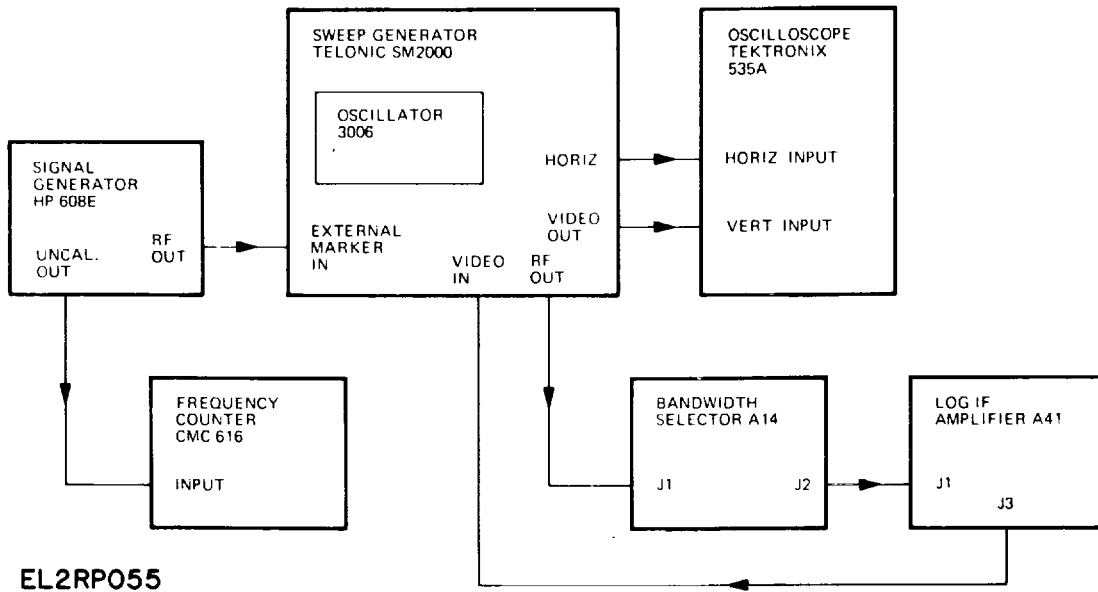 SWEEP GENERATOR
TELONIC SM2000
OSCILLATOR
3006
HORIZ
VIDEO
OUT
EXTERNAL
MARKER
IN
VIDEO
IN
RF
OUT
OSCILLOSCOPE
TEKTRONIX
535A
HORIZ INPUT
VERT INPUT
SIGNAL
GENERATOR
HP 608E
UNCAL.
OUT
RF
OUT
FREQUENCY
COUNTER
CMC 616
INPUT
BANDWIDTH
SELECTOR A14
J1
J2
LOG IF
AMPLIFIER A41
J1
J3
EL2RP055